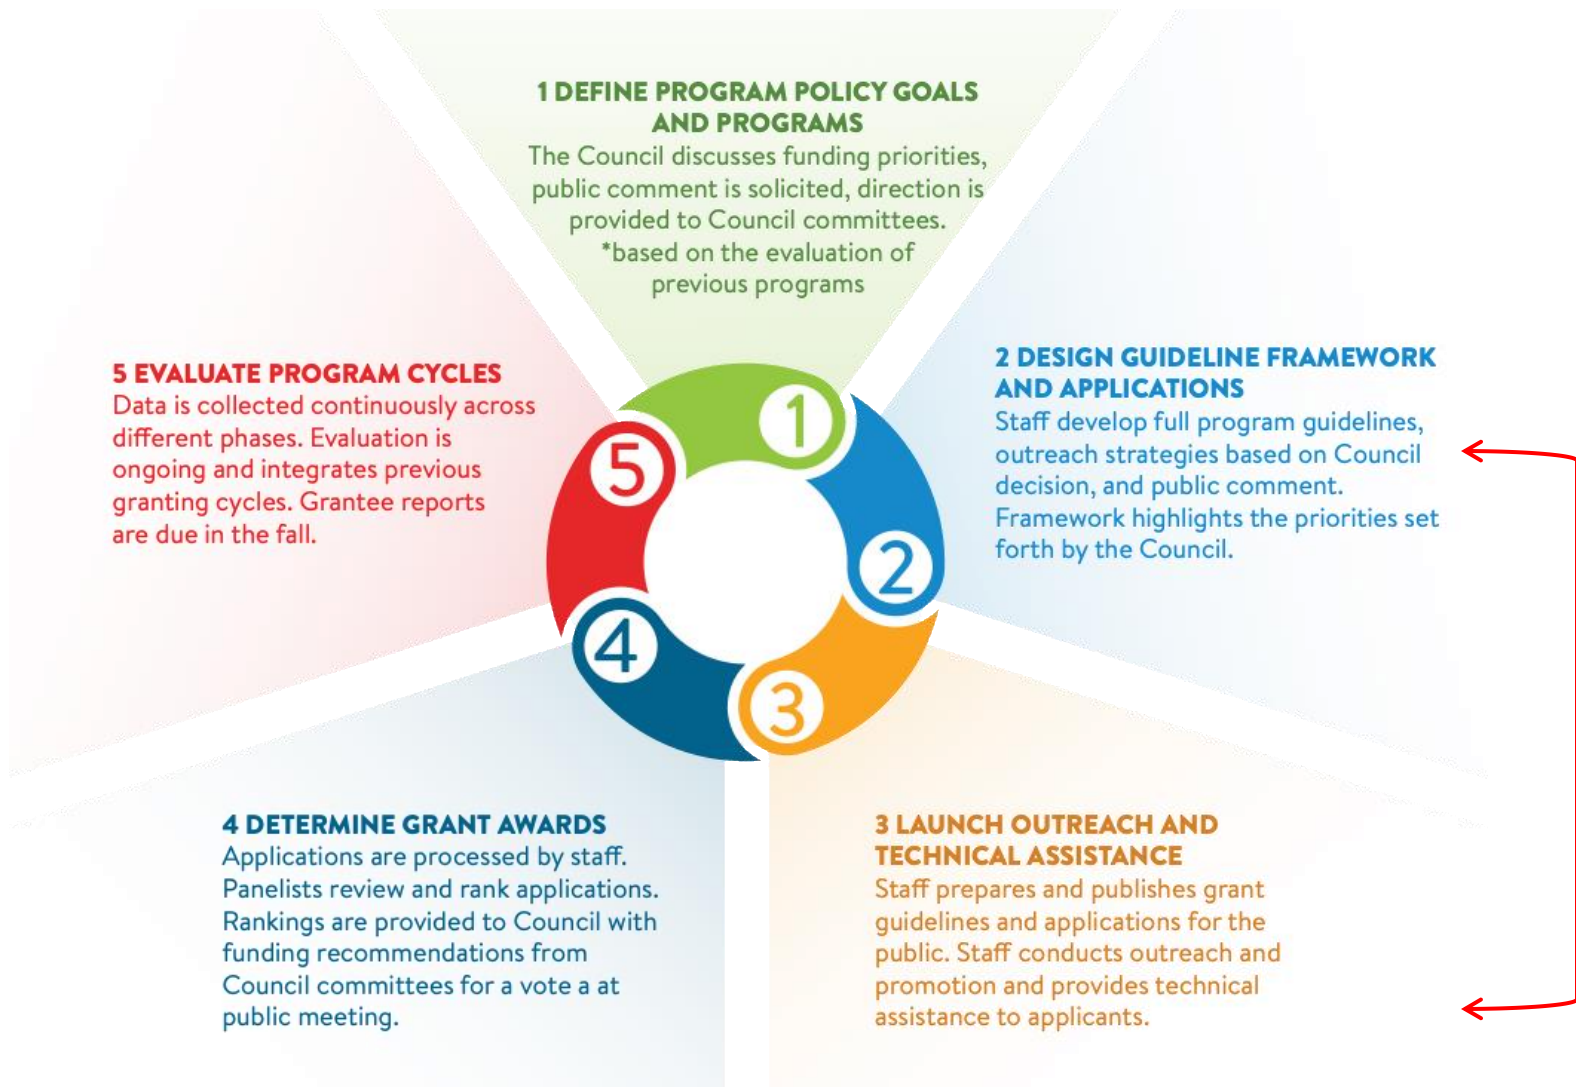 1 DEFINE PROGRAM POLICY GOALS
AND PROGRAMS
The Council discusses funding priorities,
public comment is solicited, direction is
provided to Council committees.
*based on the evaluation of
previous programs
2 DESIGN GUIDELINE FRAMEWORK
AND APPLICATIONS
Staff develop full program guidelines,
outreach strategies based on Council
decision, and public comment.
Framework highlights the priorities set
forth by the Council.
3 LAUNCH OUTREACH AND
TECHNICAL ASSISTANCE
Staff prepares and publishes grant
guidelines and applications for the
public. Staff conducts outreach and
promotion and provides technical
assistance to applicants.
4 DETERMINE GRANT AWARDS
Applications are processed by staff.
Panelists review and rank applications.
Rankings are provided to Council with
funding recommendations from
Council committees for a vote a at
public meeting.
5 EVALUATE PROGRAM CYCLES
Data is collected continuously across
different phases. Evaluation is
ongoing and integrates previous
granting cycles. Grantee reports
are due in the fall.
1
2
3
4
5